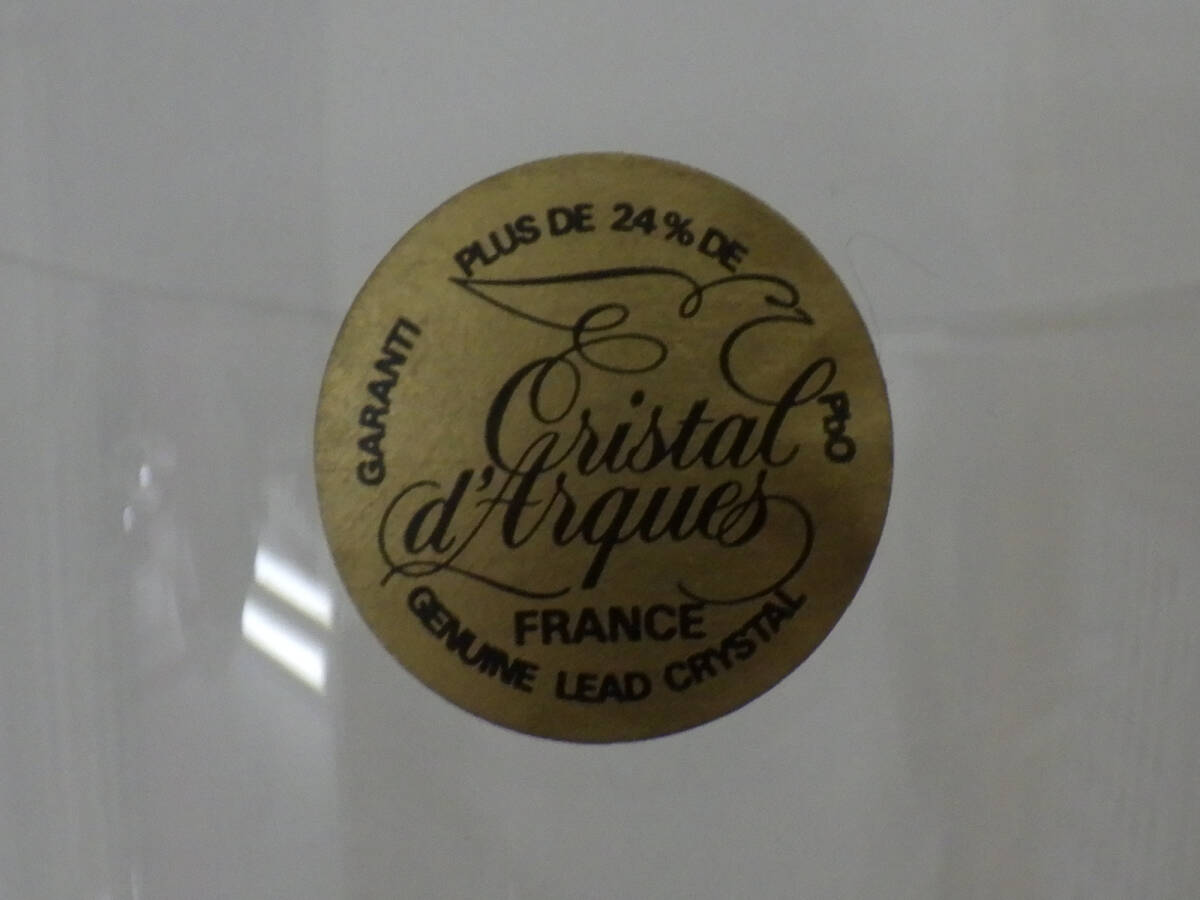 GARANTI PLUS DE 24% DE PbO
Cristal
d'Arques
FRANCE
GENUINE LEAD CRYSTAL